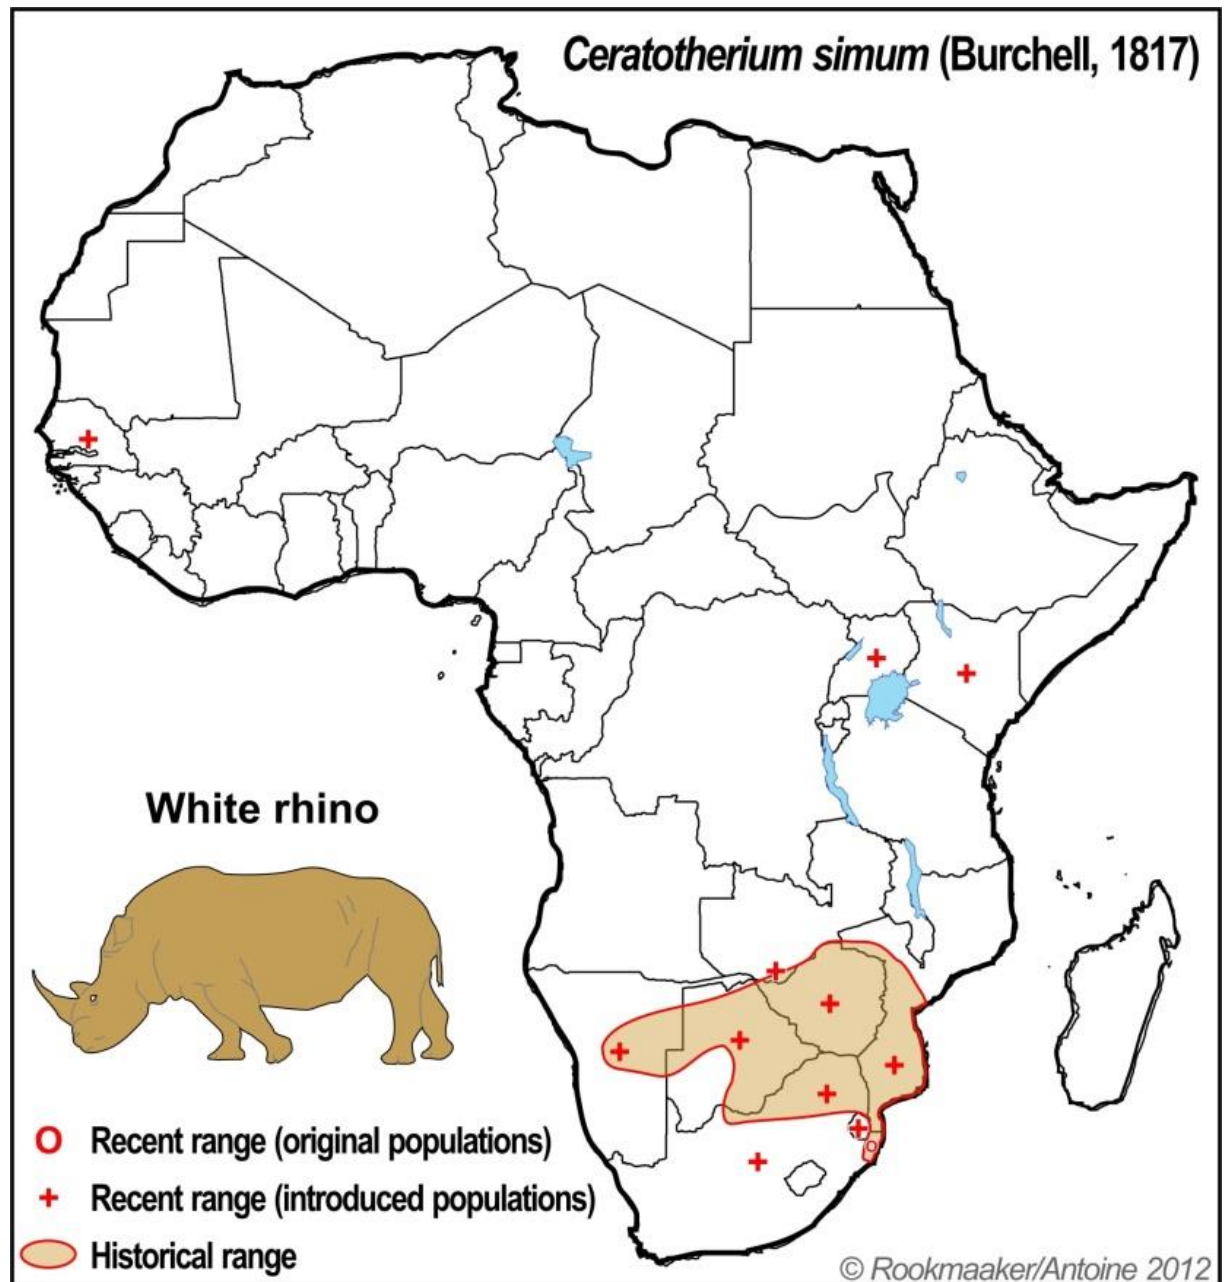 Ceratotherium simum (Burchell, 1817)
White rhino
Recent range (original populations)
Recent range (introduced populations)
Historical range
© Rookmaaker/Antoine 2012